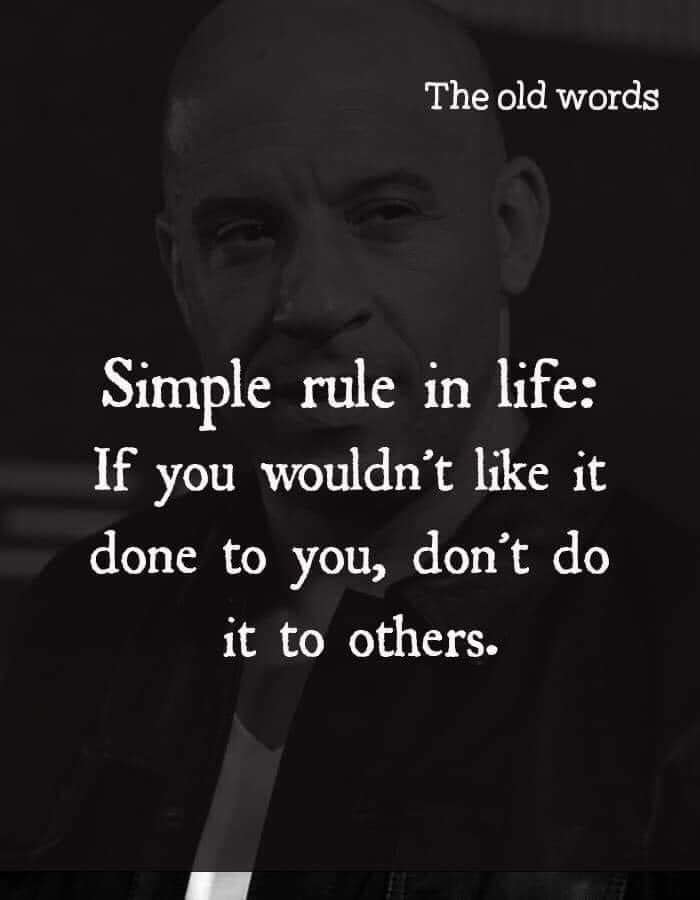 The old words
Simple rule in life:
If you wouldn't like it
done to you, don't do
it to others.